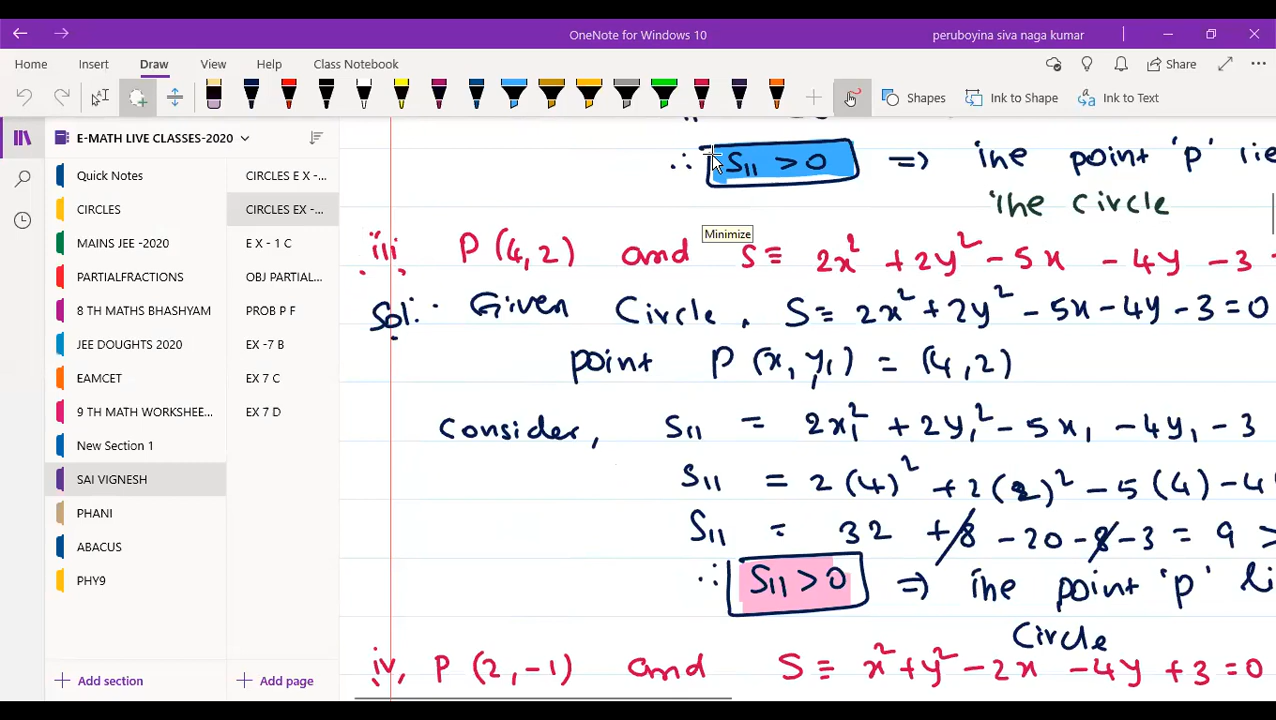 OneNote for Windows 10
peruboyina siva naga kumar
Home Insert Draw View Help Class Notebook Share
Shapes Ink to Shape Ink to Text
E-MATH LIVE CLASSES-2020
Quick Notes
CIRCLES
MAINS JEE -2020
PARTIALFRACTIONS
8 TH MATHS BHASHYAM
JEE DOUGHTS 2020
EAMCET
9 TH MATH WORKSHEE...
New Section 1
SAI VIGNESH
PHANI
ABACUS
PHY9
+ Add section
CIRCLES E X -...
CIRCLES EX -...
E X - 1 C
OBJ PARTIAL...
PROB P F
EX -7 B
EX 7 C
EX 7 D
+ Add page
∴ S₁₁ > 0 => The point 'p' lie
The circle
Minimize
iii, P (4,2) and S ≡ 2x² + 2y² - 5x - 4y - 3
Sol:- Given Circle, S ≡ 2x² + 2y² - 5x - 4y - 3 = 0
point P (x, y₁) = (4,2)
consider, S₁₁ = 2x₁² + 2y₁² - 5x₁ - 4y₁ - 3
S₁₁ = 2(4)² + 2(2)² - 5(4) - 4
S₁₁ = 32 + 8 - 20 - 8 - 3 = 9 >
∴ S₁₁ > 0 => The point 'p' li
Circle
iv, P (2,-1) and S ≡ x² + y² - 2x - 4y + 3 = 0